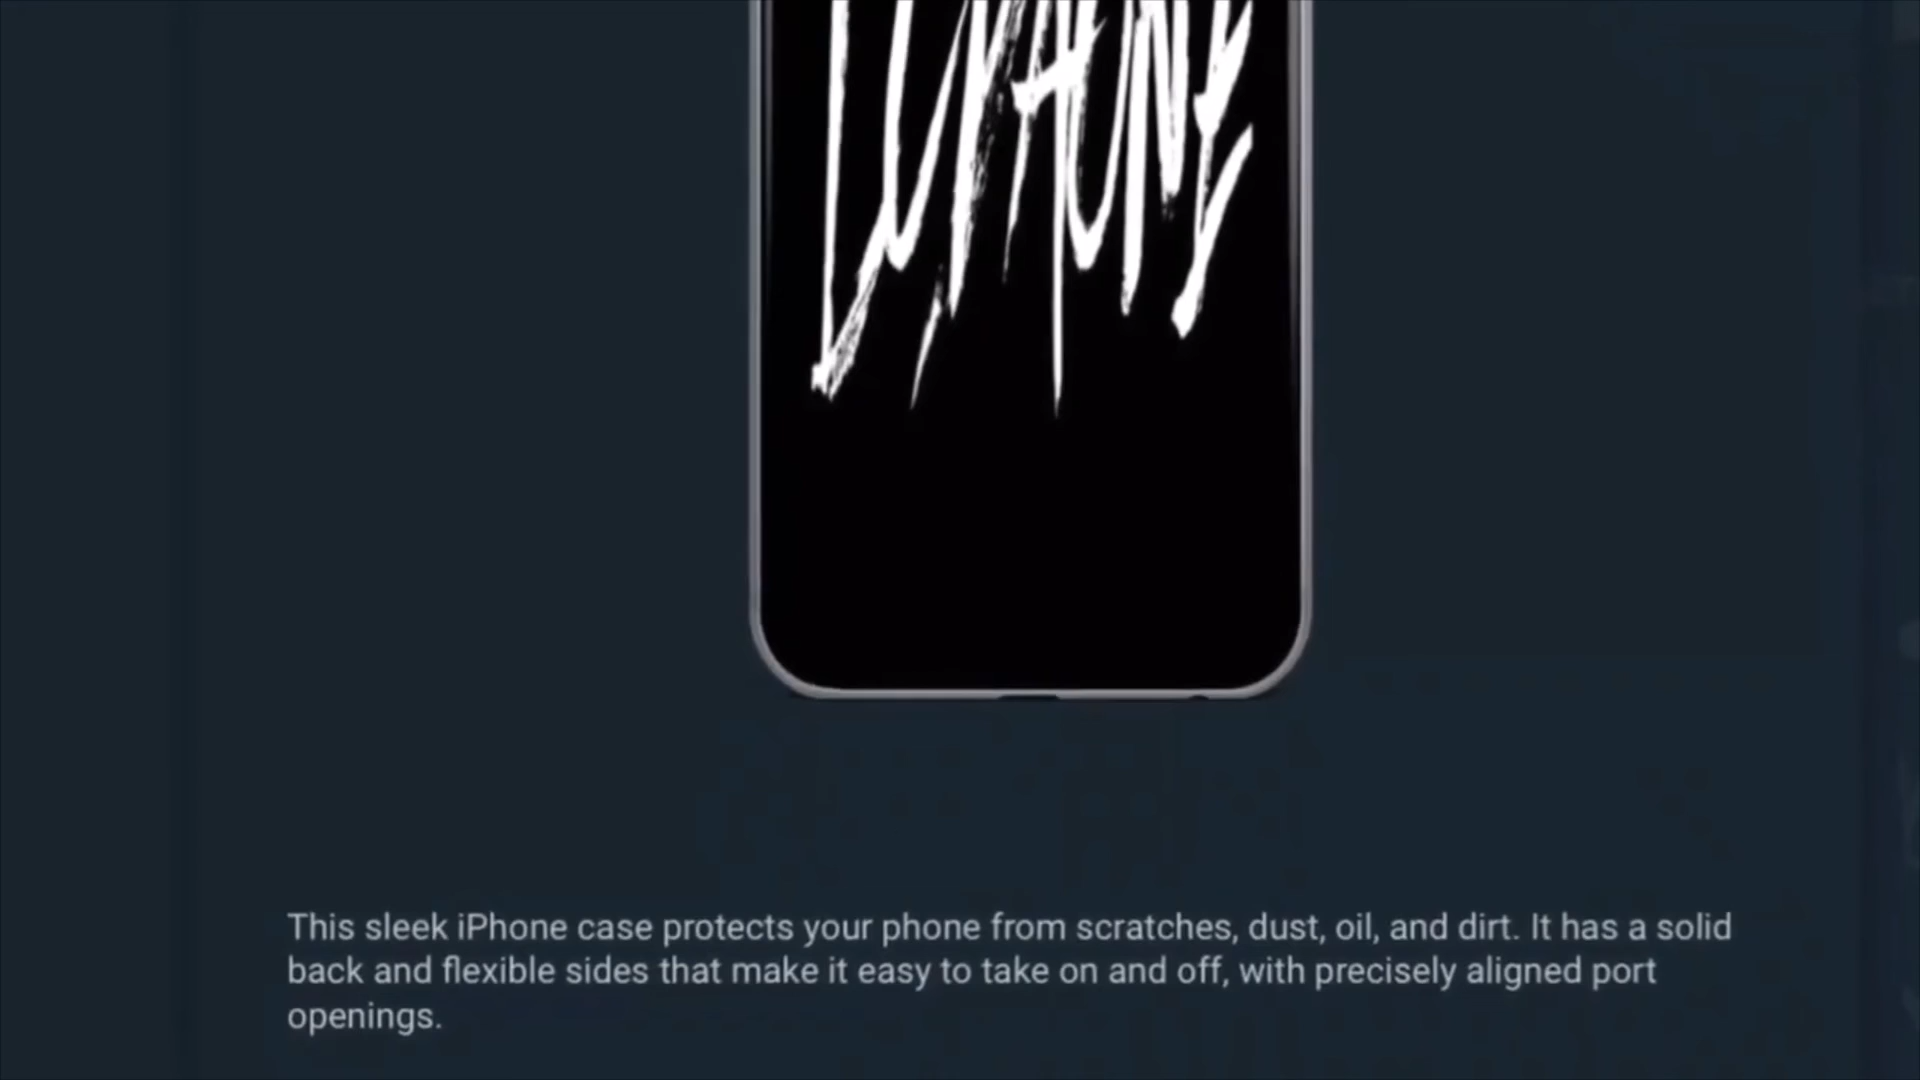 This sleek iPhone case protects your phone from scratches, dust, oil, and dirt. It has a solid
back and flexible sides that make it easy to take on and off, with precisely aligned port
openings.